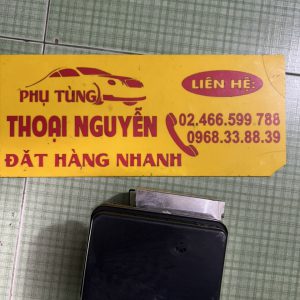 PHỤ TÙNG
THOẠI NGUYỄN
ĐẶT HÀNG NHANH
LIÊN HỆ:
02.466.599.788
0968.33.88.39